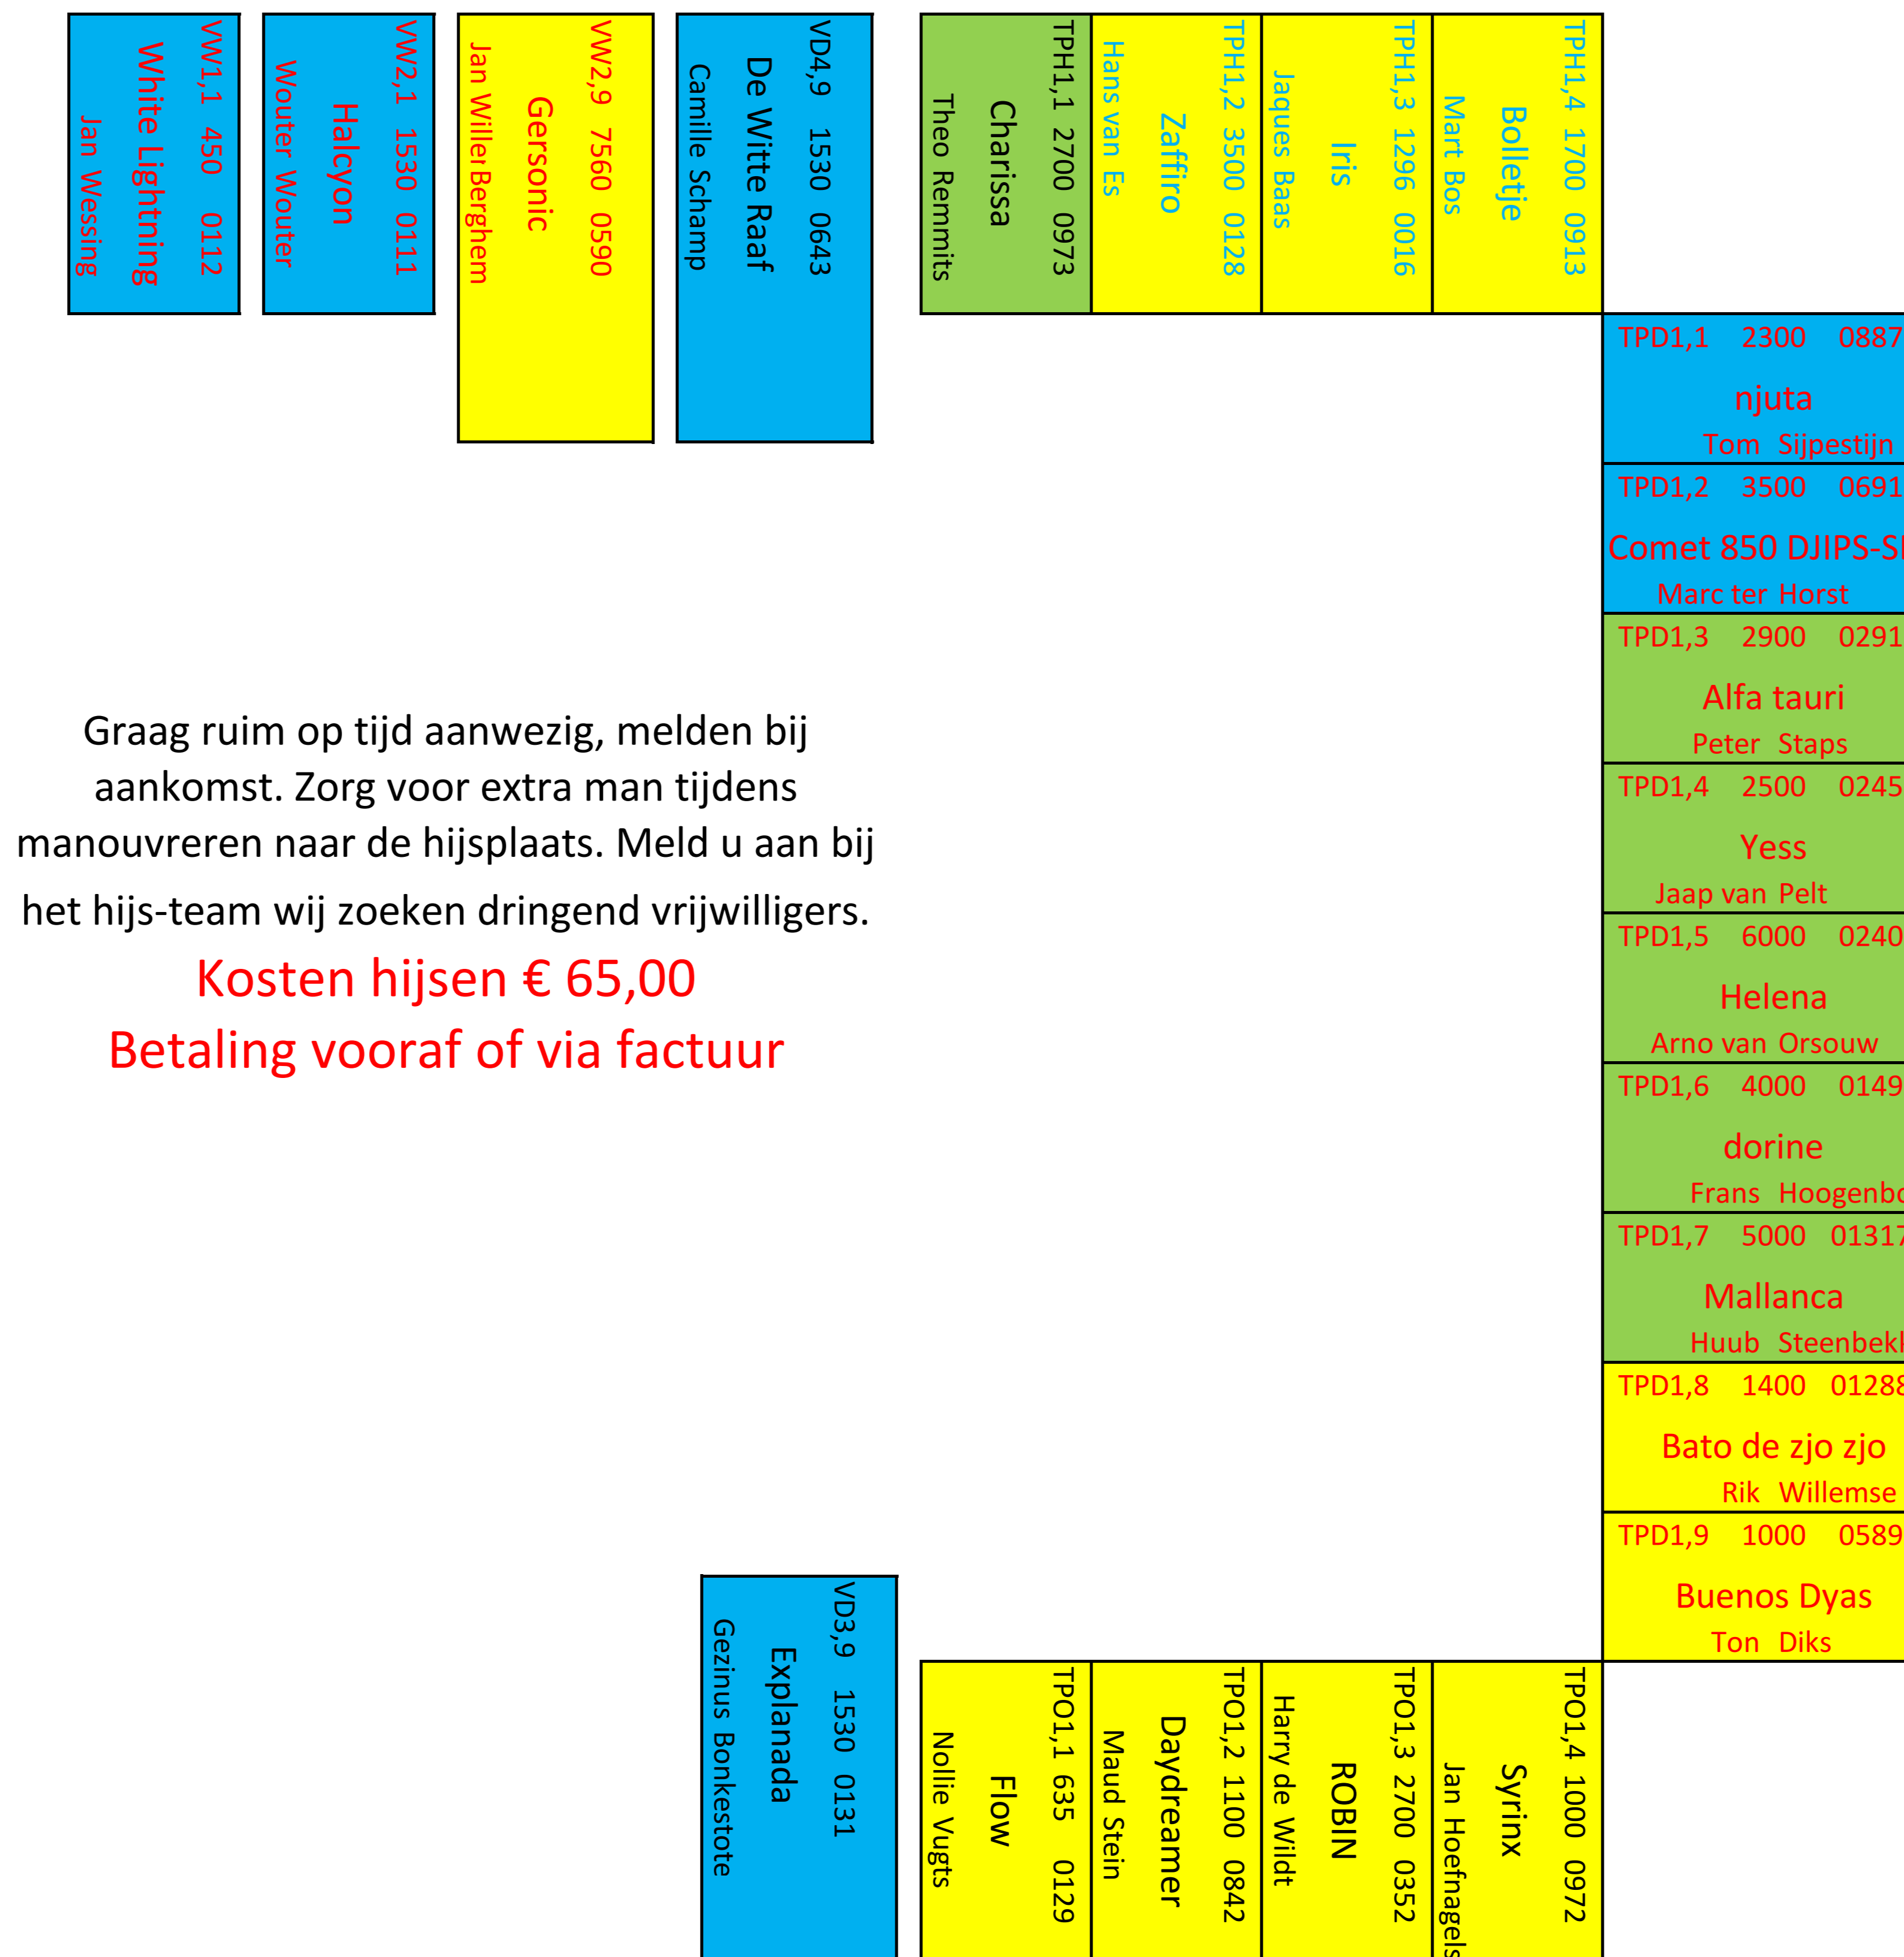 VW1,1 450 0112
White Lightning
Jan Wessing
VW2,1 1530 0111
Halcyon
Wouter Wouter
VW2,9 7560 0590
Gersonic
Jan Willer Berghem
VD4,9 1530 0643
De Witte Raaf
Camille Schamp
TPH1,1 2700 0973
Charissa
Theo Remmits
TPH1,2 3500 0128
Zaffiro
Hans van Es
TPH1,3 1296 0016
Iris
Jaques Baas
TPH1,4 1700 0913
Bolletje
Mart Bos
TPD1,1 2300 0887
njuta
Tom Sijpestijn
TPD1,2 3500 0691
Comet 850 DJIPS-
Marc ter Horst
TPD1,3 2900 0291
Alfa tauri
Peter Staps
TPD1,4 2500 0245
Yess
Jaap van Pelt
TPD1,5 6000 0240
Helena
Arno van Orsouw
TPD1,6 4000 0149
dorine
Frans
TPD1,7 5000 01317
Mallanca
Huub
TPD1,8 1400 01288
Bato de zjo zjo
Rik Willemse
TPD1,9 1000 0589
Buenos Dyas
Ton Diks
Graag ruim op tijd aanwezig, melden bij
aankomst. Zorg voor extra man tijdens
manouvreren naar de hijsplaats. Meld u aan bij
het hijs-team wij zoeken dringend vrijwilligers.
Kosten hijsen € 65,00
Betaling vooraf of via factuur
VD3,9 1530 0131
Explanada
Gezinus Bonkestote
TPO1,1 635 0129
Flow
Nollie Vugts
TPO1,2 1100 0842
Daydreamer
Maud Stein
TPO1,3 2700 0352
ROBIN
Harry de Wildt
TPO1,4 1000 0972
Syrinx
Jan Hoefnagels